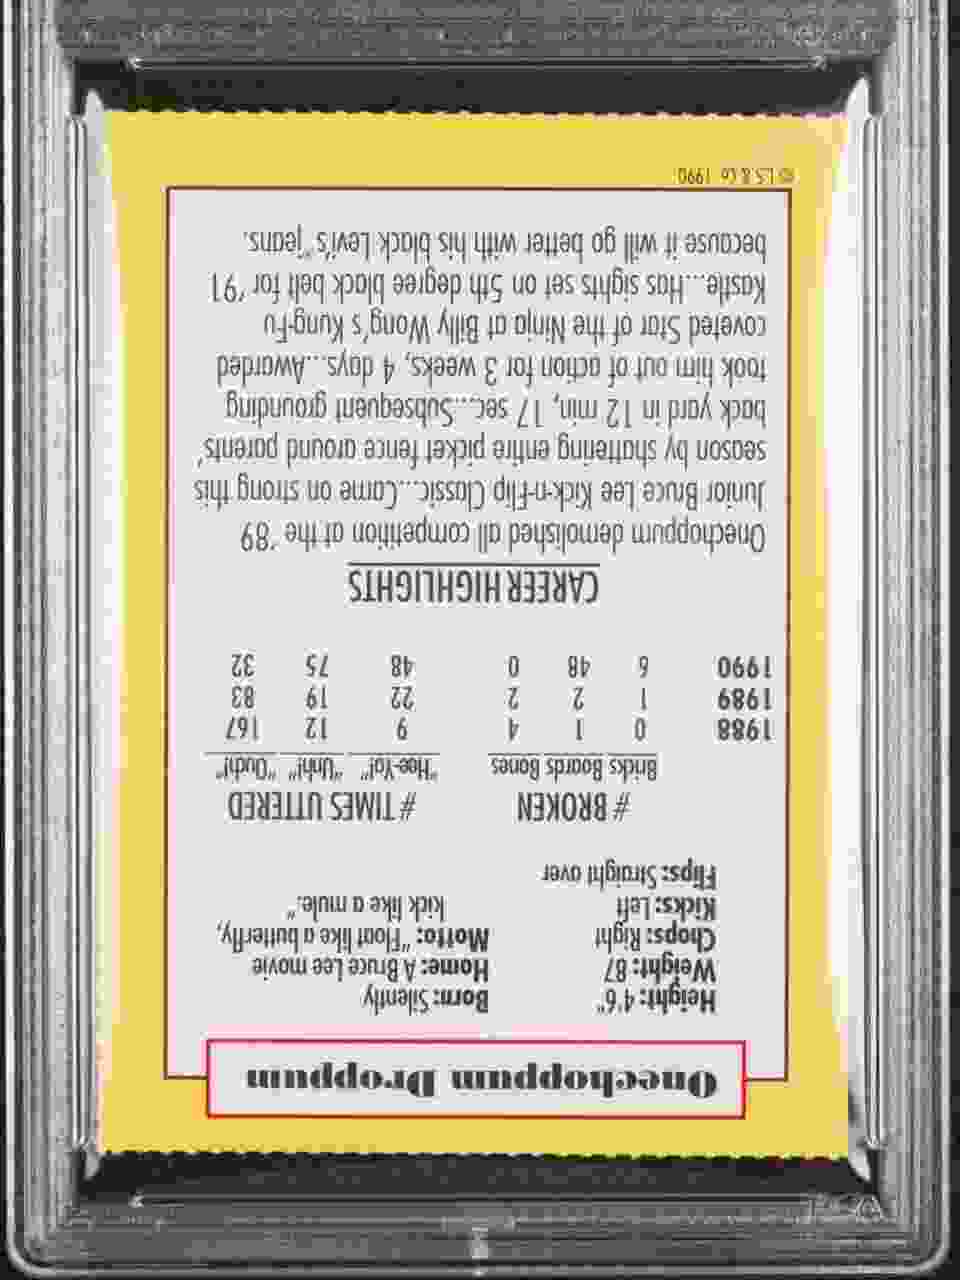 Onechoppum Droppum
Height: 4'6" Born: Silently
Weight: 87 Home: A Bruce Lee movie
Chops: Right Motto: "Float like a butterfly,
Kicks: Left kick like a mule."
Flips: Straight over
# BROKEN # TIMES UTTERED
Bricks Boards Bones "Hee-Yo!" "Unh!" "Ouch!"
1988 0 1 4 9 12 167
1989 1 2 2 22 19 83
1990 6 48 0 48 75 32
CAREER HIGHLIGHTS
Onechoppum demolished all competition at the '89
Junior Bruce Lee Kick-n-Flip Classic...Came on strong this
season by shattering entire picket fence around parents'
back yard in 12 min, 17 sec...Subsequent grounding
took him out of action for 3 weeks, 4 days...Awarded
coveted Star of the Ninja at Billy Wong's Kung-Fu
Kastle...Has sights set on 5th degree black belt for '91
because it will go better with his black Levi's jeans.
© L.S. & Co. 1990